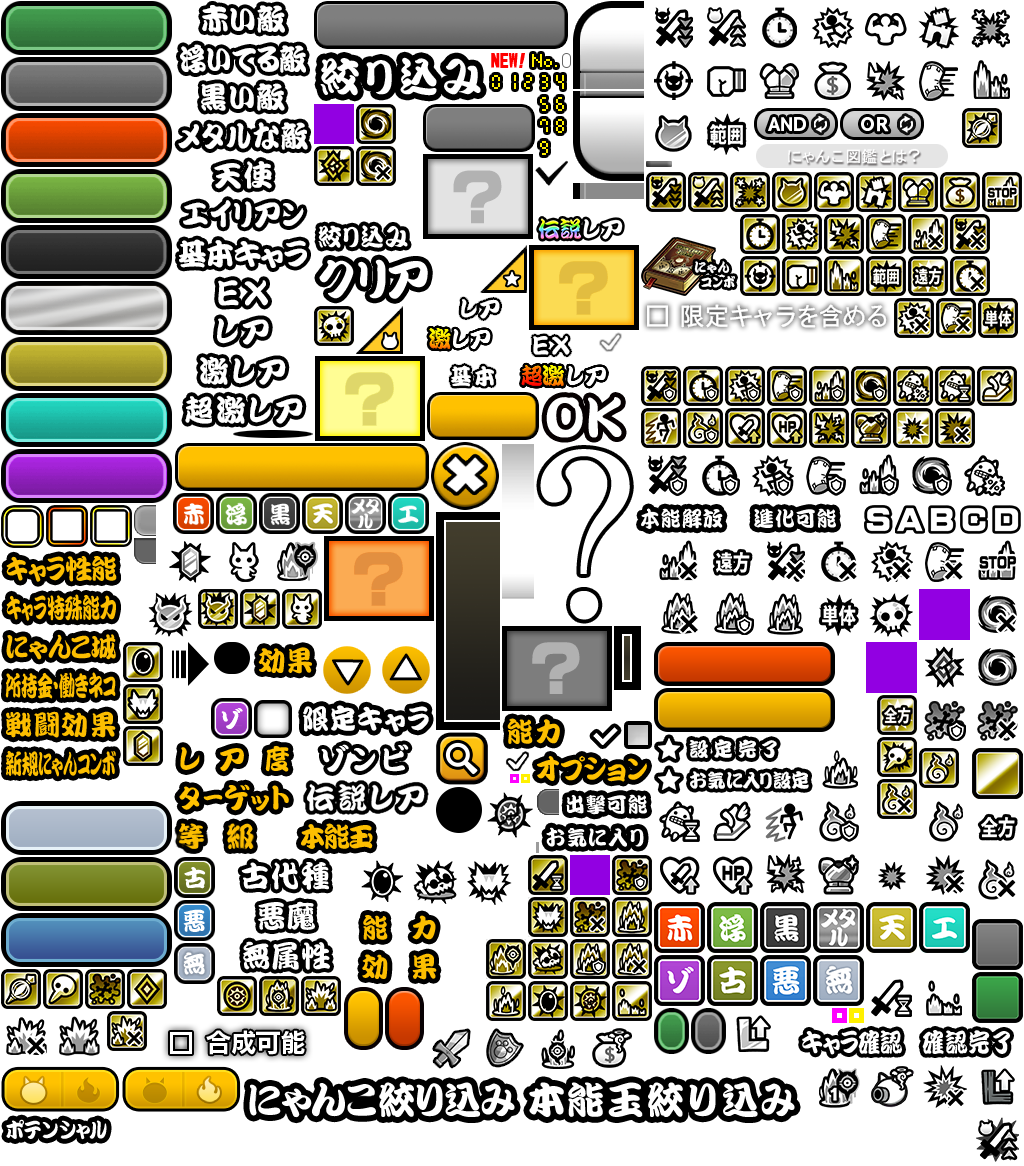 赤い敵
浮いてる敵
黒い敵
メタルな敵
天使
エイリアン
基本キャラ
EX
レア
激レア
超激レア
絞り込み
NEW!
No.
0 1 2 3 4
5 6
7 8
9
?
絞り込み
クリア
伝説レア
?
レア
激レア
EX
基本
超激レア
?
OK
範囲
AND
OR
にゃんこ図鑑とは?
STOP
にゃん
コンボ
範囲
遠方
限定キャラを含める
単体
HP
本能解放
進化可能
SABCD
遠方
STOP
単体
赤
浮
黒
天
メタル
エ
?
?
?
キャラ性能
キャラ特殊能力
にゃんこ城
所持金・働きネコ
戦闘効果
新規にゃんコンボ
効果
ゾ
限定キャラ
レア度
ゾンビ
ターゲット
伝説レア
等級
本能玉
能力
オプション
出撃可能
お気に入り
全方
設定完了
お気に入り設定
全方
HP
古
古代種
悪
悪魔
無
無属性
能力
効果
赤
浮
黒
メタル
天
エ
ゾ
古
悪
無
合成可能
キャラ確認
確認完了
にゃんこ絞り込み
本能玉絞り込み
ポテンシャル